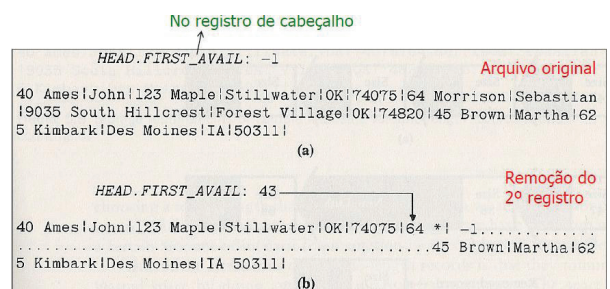 No registro de cabeçalho
HEAD.FIRST_AVAIL: -1
Arquivo original
40 Ames|John|123 Maple|Stillwater|OK|74075|64 Morrison|Sebastian
|9035 South Hillcrest|Forest Village|OK|74820|45 Brown|Martha|62
5 Kimbark|Des Moines|IA|50311|
(a)
Remoção do
2º registro
HEAD.FIRST_AVAIL: 43
40 Ames|John|123 Maple|Stillwater|OK|74075|64 *| -1............
................................................45 Brown|Martha|62
5 Kimbark|Des Moines|IA 50311|
(b)